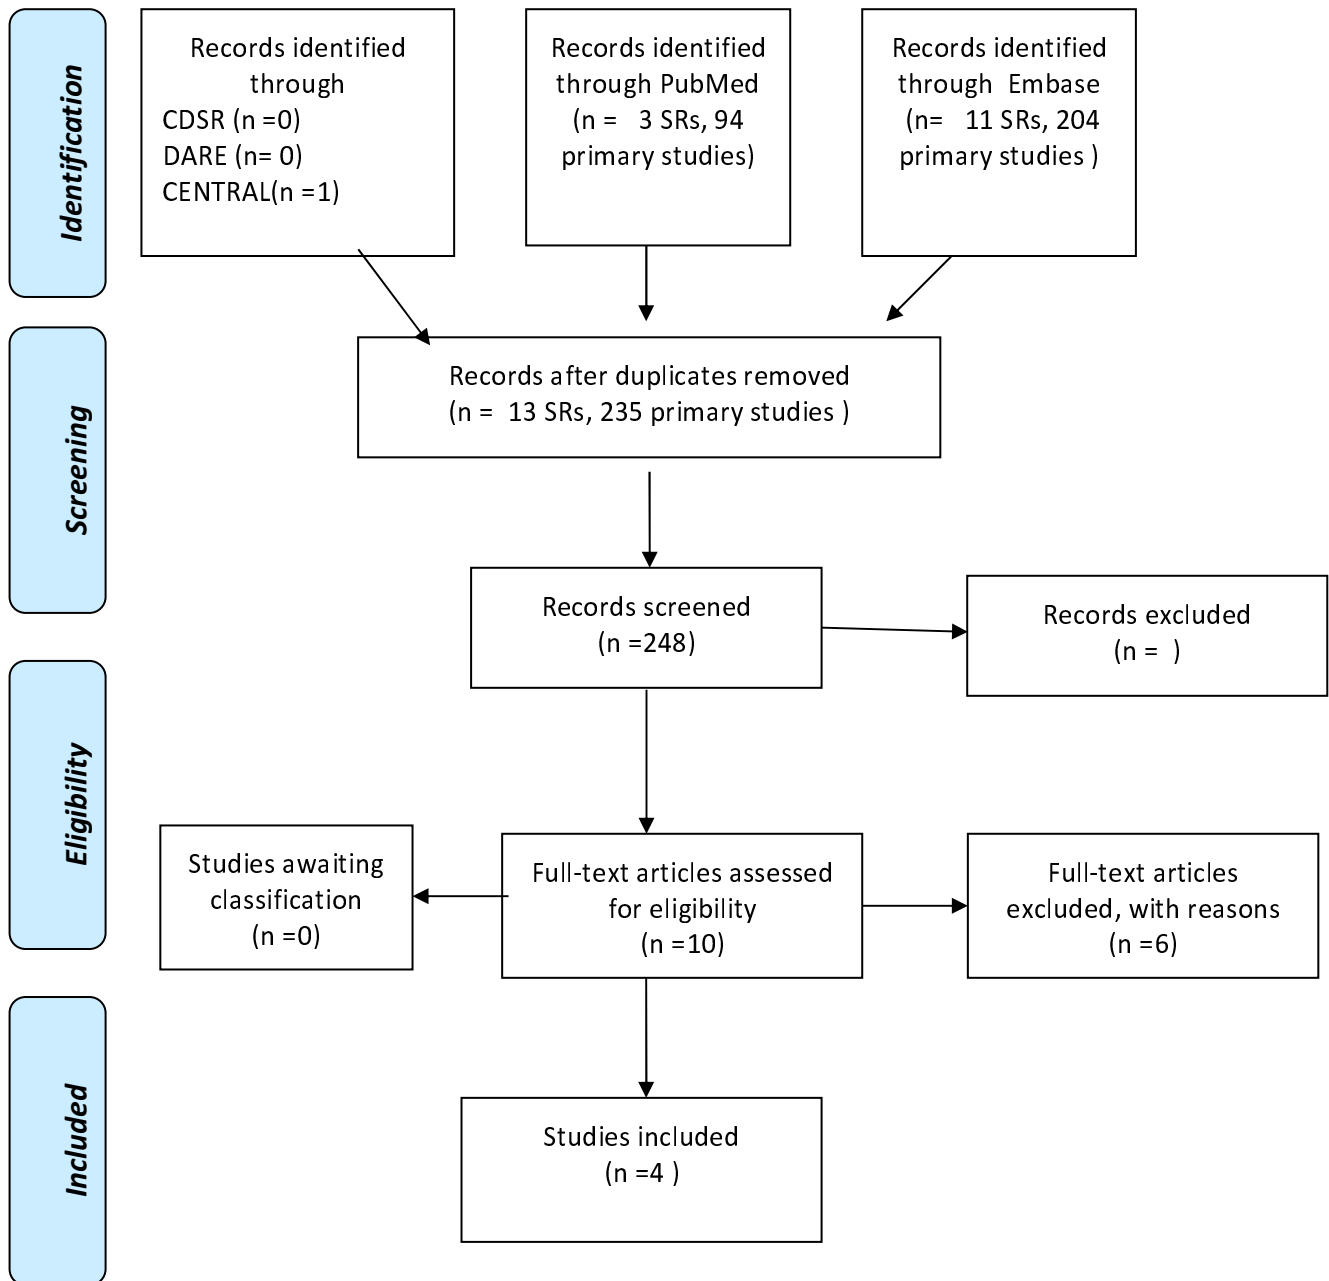 Identification
Records identified
through
CDSR (n =0)
DARE (n= 0)
CENTRAL(n =1)
Records identified
through PubMed
(n = 3 SRs, 94
primary studies)
Records identified
through Embase
(n= 11 SRs, 204
primary studies )
Screening
Records after duplicates removed
(n = 13 SRs, 235 primary studies )
Records screened
(n =248)
Records excluded
(n = )
Eligibility
Studies awaiting
classification
(n =0)
Full-text articles assessed
for eligibility
(n =10)
Full-text articles
excluded, with reasons
(n =6)
Included
Studies included
(n =4 )